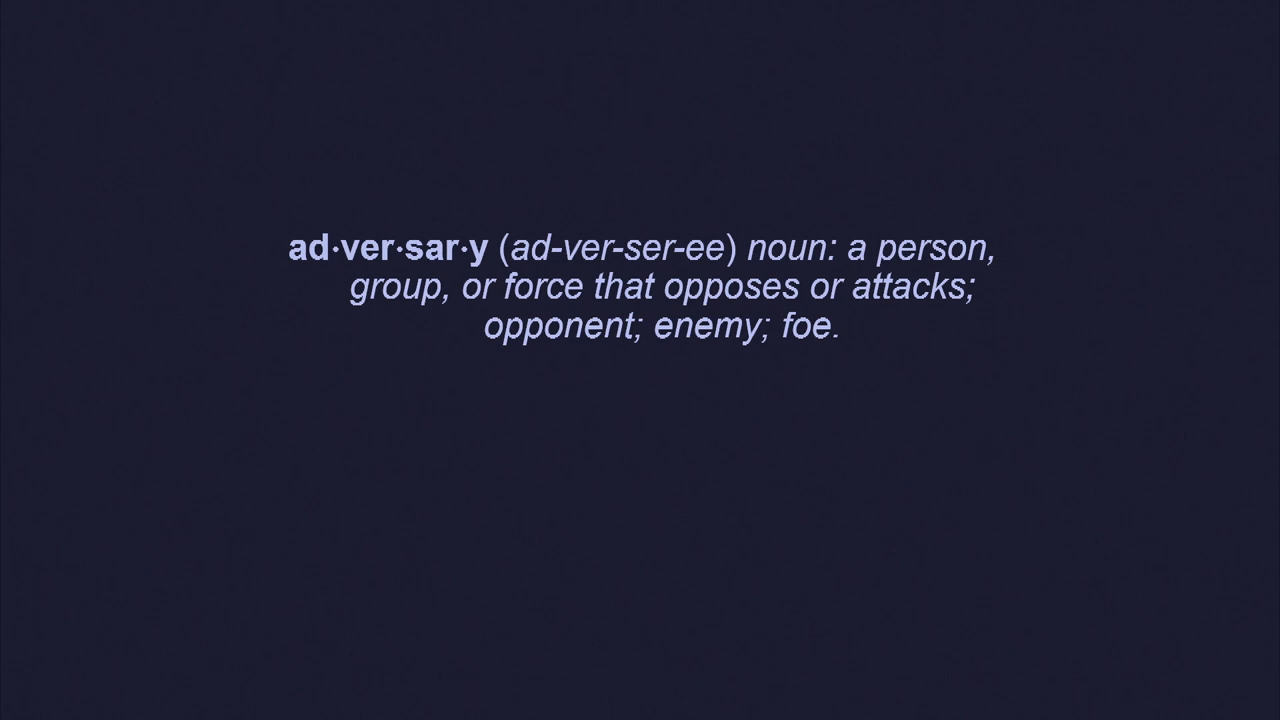 ad·ver·sar·y (ad-ver-ser-ee) noun: a person,
group, or force that opposes or attacks;
opponent; enemy; foe.